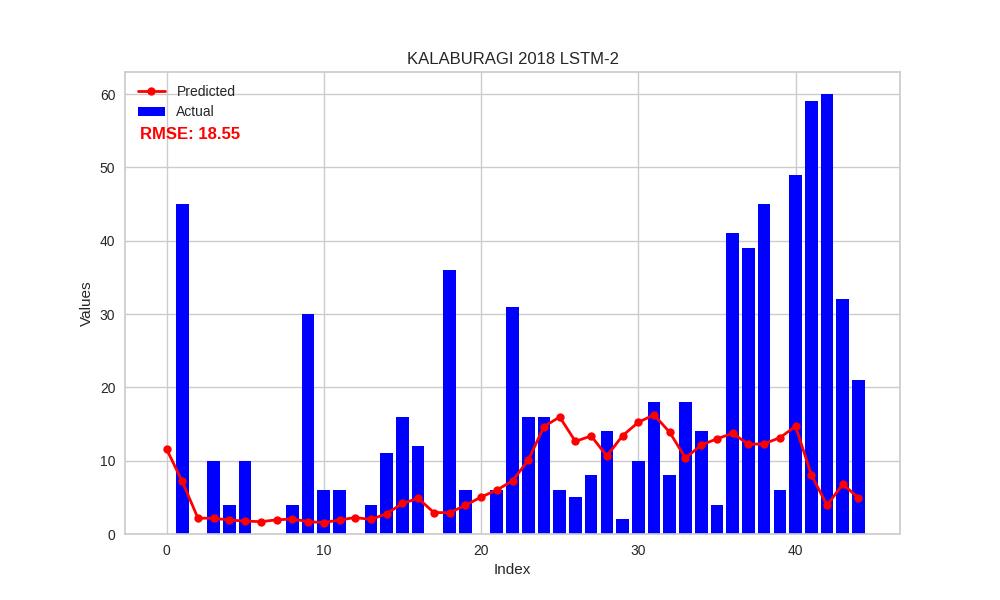 KALABURAGI 2018 LSTM-2
Predicted
Actual
RMSE: 18.55
Values
60
50
40
30
20
10
0
0 10 20 30 40
Index